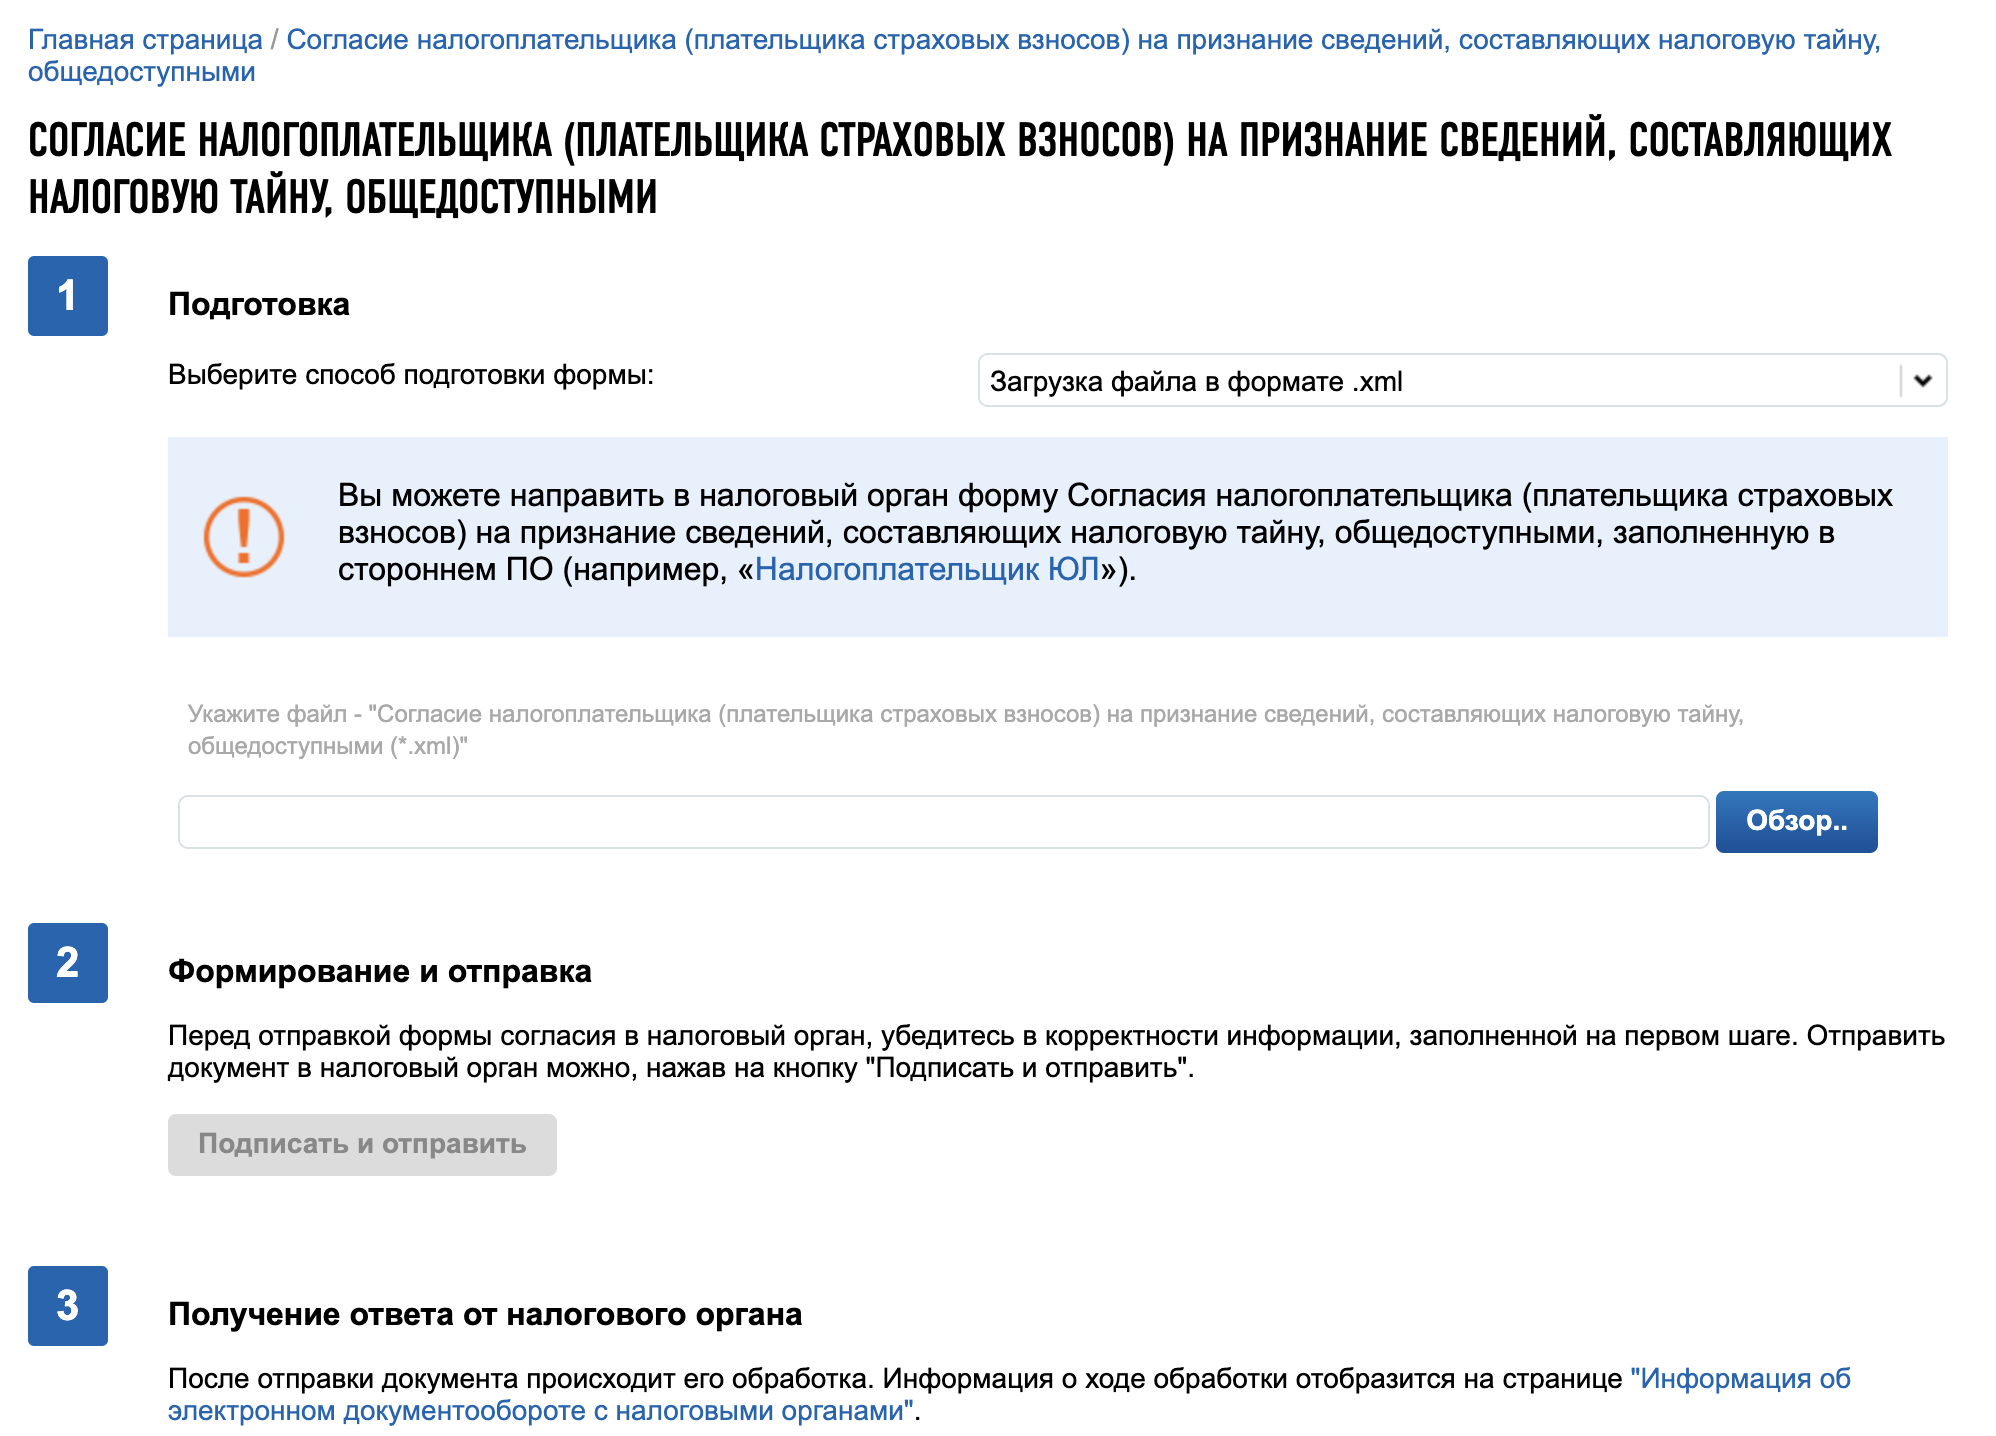 Главная страница / Согласие налогоплательщика (плательщика страховых взносов) на признание сведений, составляющих налоговую тайну,
общедоступными
СОГЛАСИЕ НАЛОГОПЛАТЕЛЬЩИКА (ПЛАТЕЛЬЩИКА СТРАХОВЫХ ВЗНОСОВ) НА ПРИЗНАНИЕ СВЕДЕНИЙ, СОСТАВЛЯЮЩИХ
НАЛОГОВУЮ ТАЙНУ, ОБЩЕДОСТУПНЫМИ
1
Подготовка
Выберите способ подготовки формы:
Загрузка файла в формате .xml
Вы можете направить в налоговый орган форму Согласия налогоплательщика (плательщика страховых
взносов) на признание сведений, составляющих налоговую тайну, общедоступными, заполненную в
стороннем ПО (например, «Налогоплательщик ЮЛ»).
Укажите файл - "Согласие налогоплательщика (плательщика страховых взносов) на признание сведений, составляющих налоговую тайну,
общедоступными (*.xml)"
Обзор..
2
Формирование и отправка
Перед отправкой формы согласия в налоговый орган, убедитесь в корректности информации, заполненной на первом шаге. Отправить
документ в налоговый орган можно, нажав на кнопку "Подписать и отправить".
Подписать и отправить
3
Получение ответа от налогового органа
После отправки документа происходит его обработка. Информация о ходе обработки отобразится на странице "Информация об
электронном документообороте с налоговыми органами".